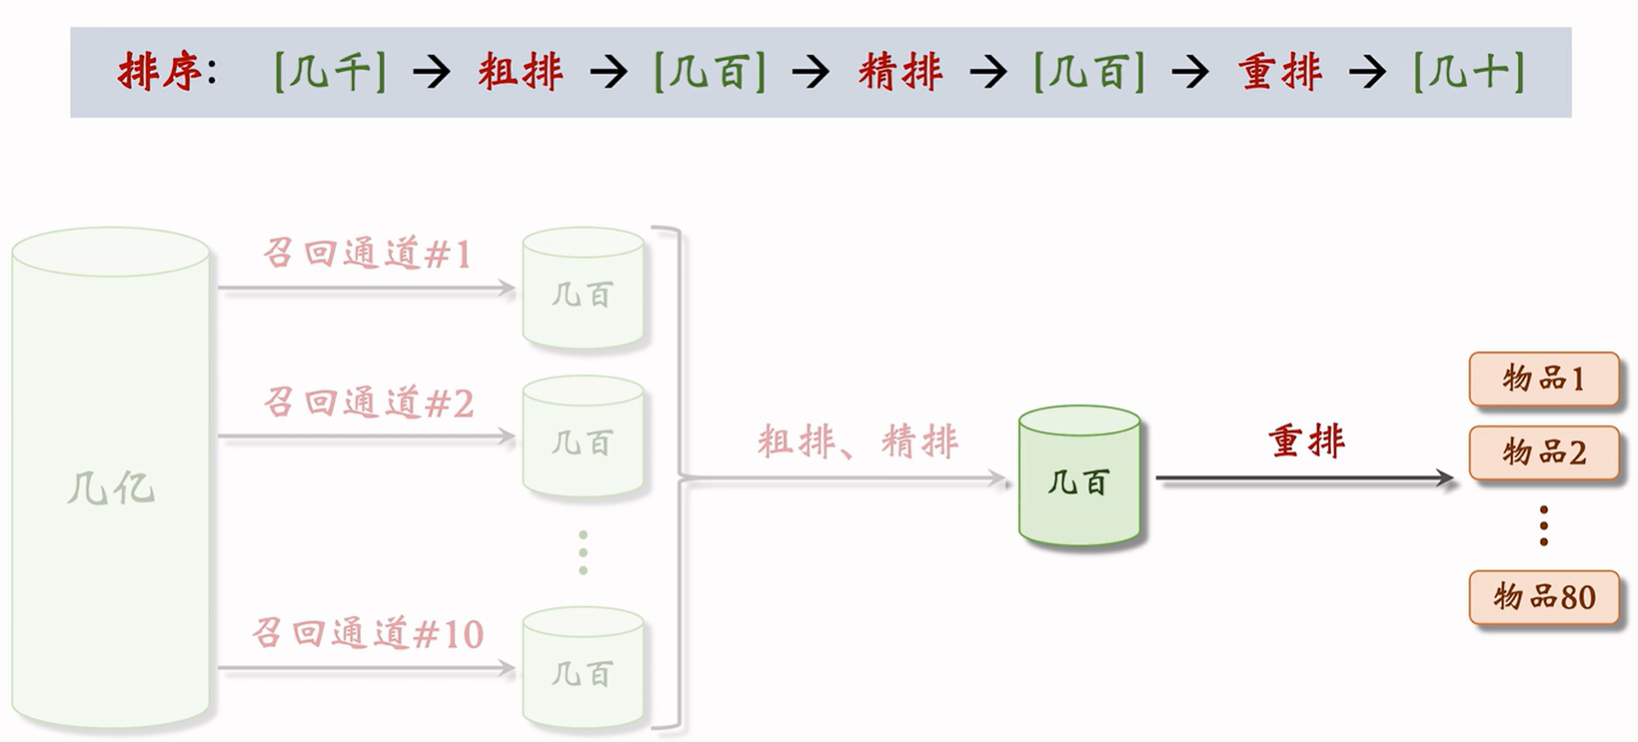 排序: [几千] → 粗排 → [几百] → 精排 → [几百] → 重排 → [几十]
召回通道#1
几百
召回通道#2
几百
几亿
粗排、精排
几百
重排
物品1
物品2
物品80
召回通道#10
几百